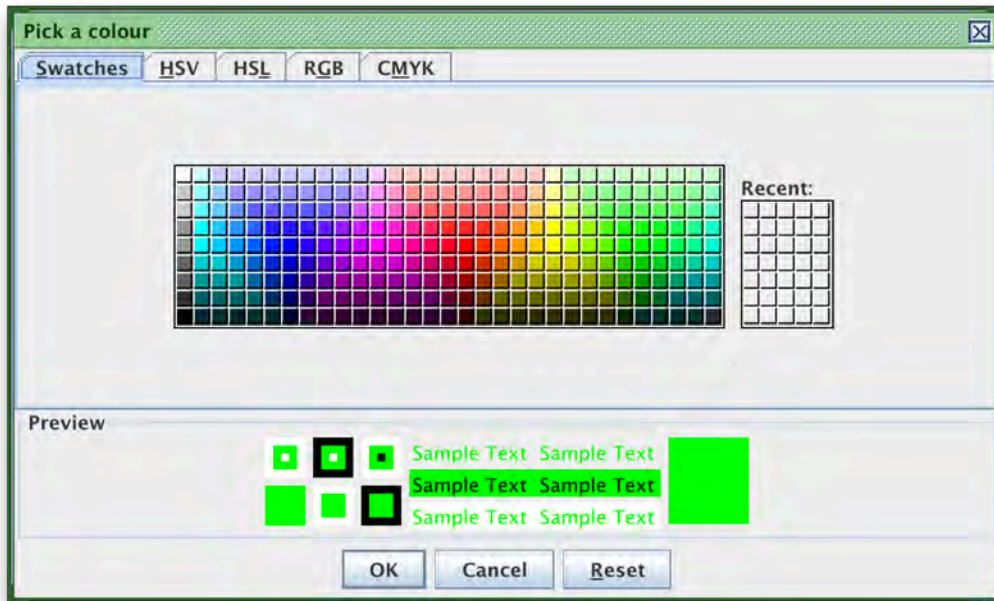 Pick a colour
Swatches HSV HSL RGB CMYK
Recent:
Preview
Sample Text Sample Text
Sample Text Sample Text
Sample Text Sample Text
OK Cancel Reset